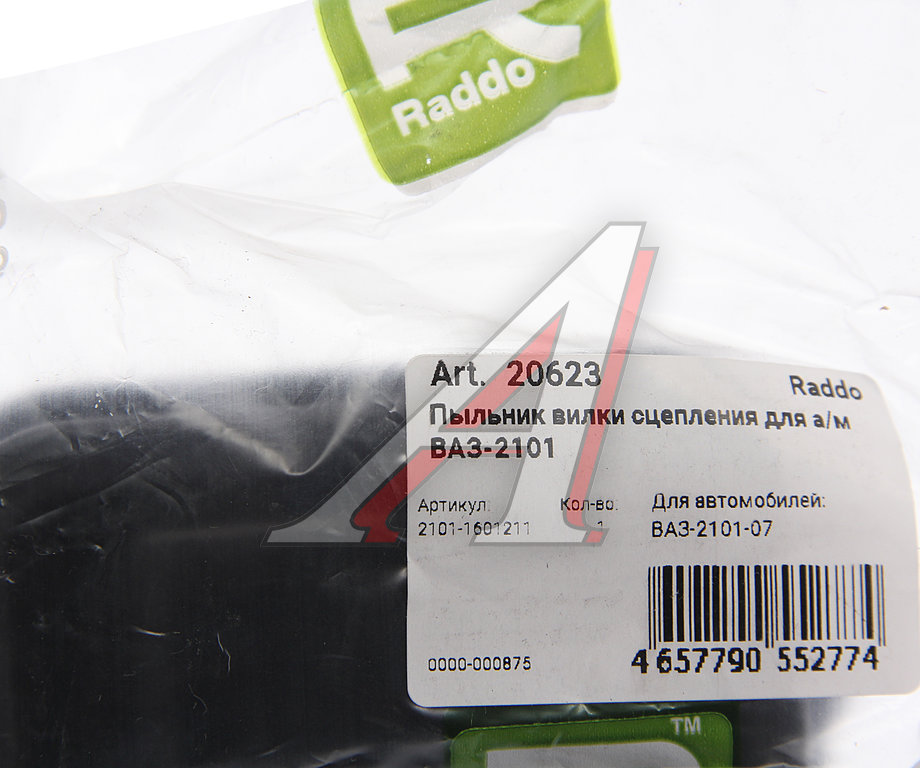 Raddo
Art. 20623
Raddo
Пыльник вилки сцепления для а/м
ВАЗ-2101
Артикул: Кол-во: Для автомобилей:
2101-1601211 1 ВАЗ-2101-07
0000-000875
4 657790 552774
TM